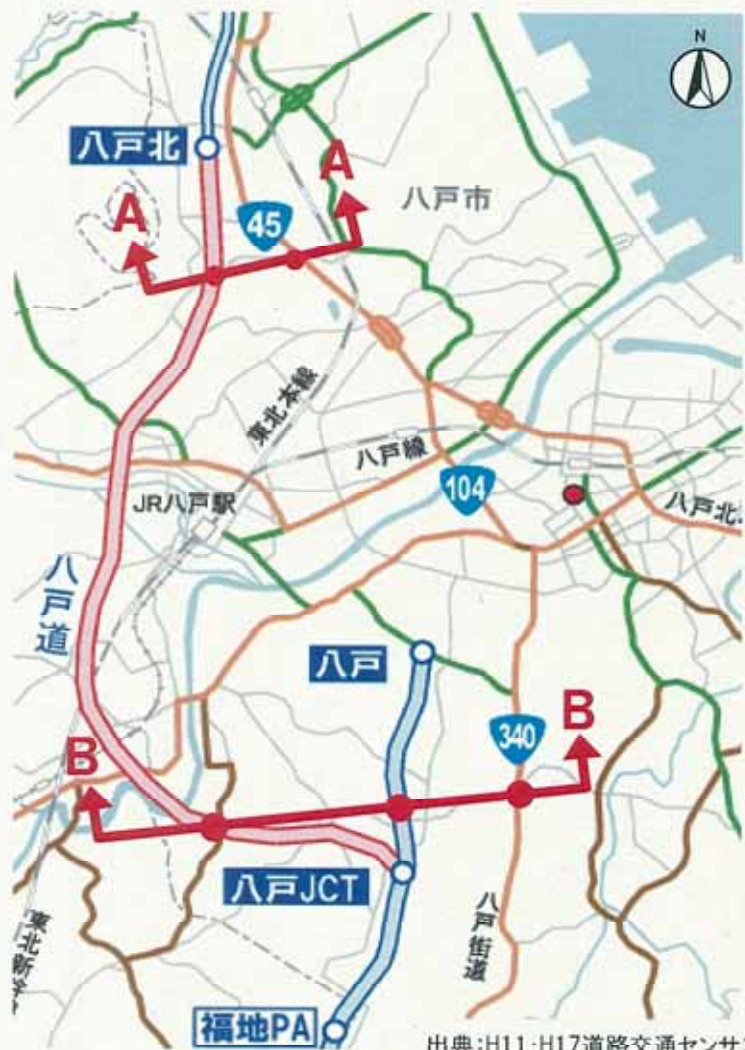 N
八戸北
A
A
八戸市
45
東北本線
八戸線
104
JR八戸駅
八戸北
八戸道
八戸
B
340
B
八戸JCT
八戸街道
東北新幹
福地PA
出典:H11·H17道路交通センサ